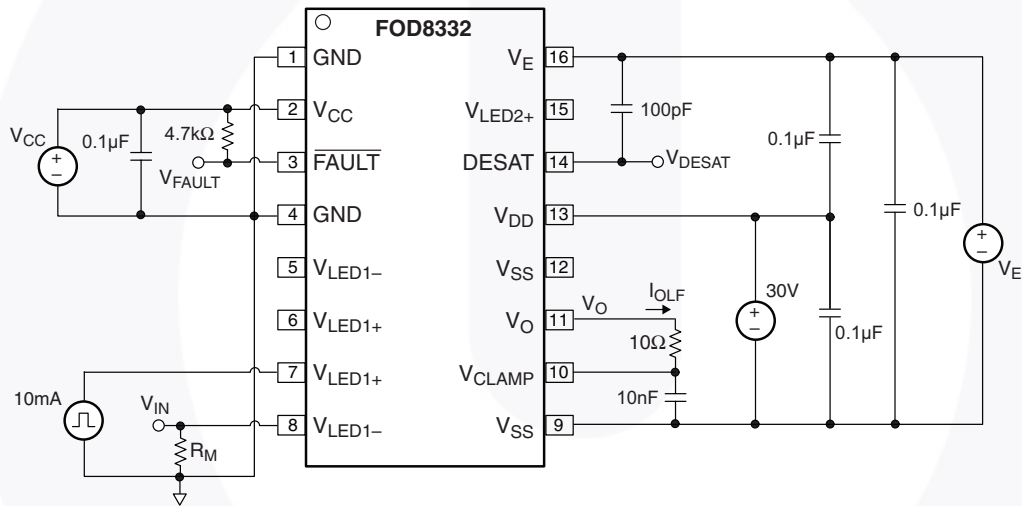 FOD8332
1 GND
2 VCC
3 FAULT
4 GND
5 VLED1–
6 VLED1+
7 VLED1+
8 VLED1–
VE 16
VLED2+ 15
DESAT 14
VDD 13
VSS 12
VO 11
VCLAMP 10
VSS 9
VCC
+
–
0.1µF
4.7kΩ
VFAULT
10mA
VIN
RM
100pF
VDESAT
0.1µF
0.1µF
+
–
VE
30V
+
–
0.1µF
VO
IOLF
10Ω
10nF